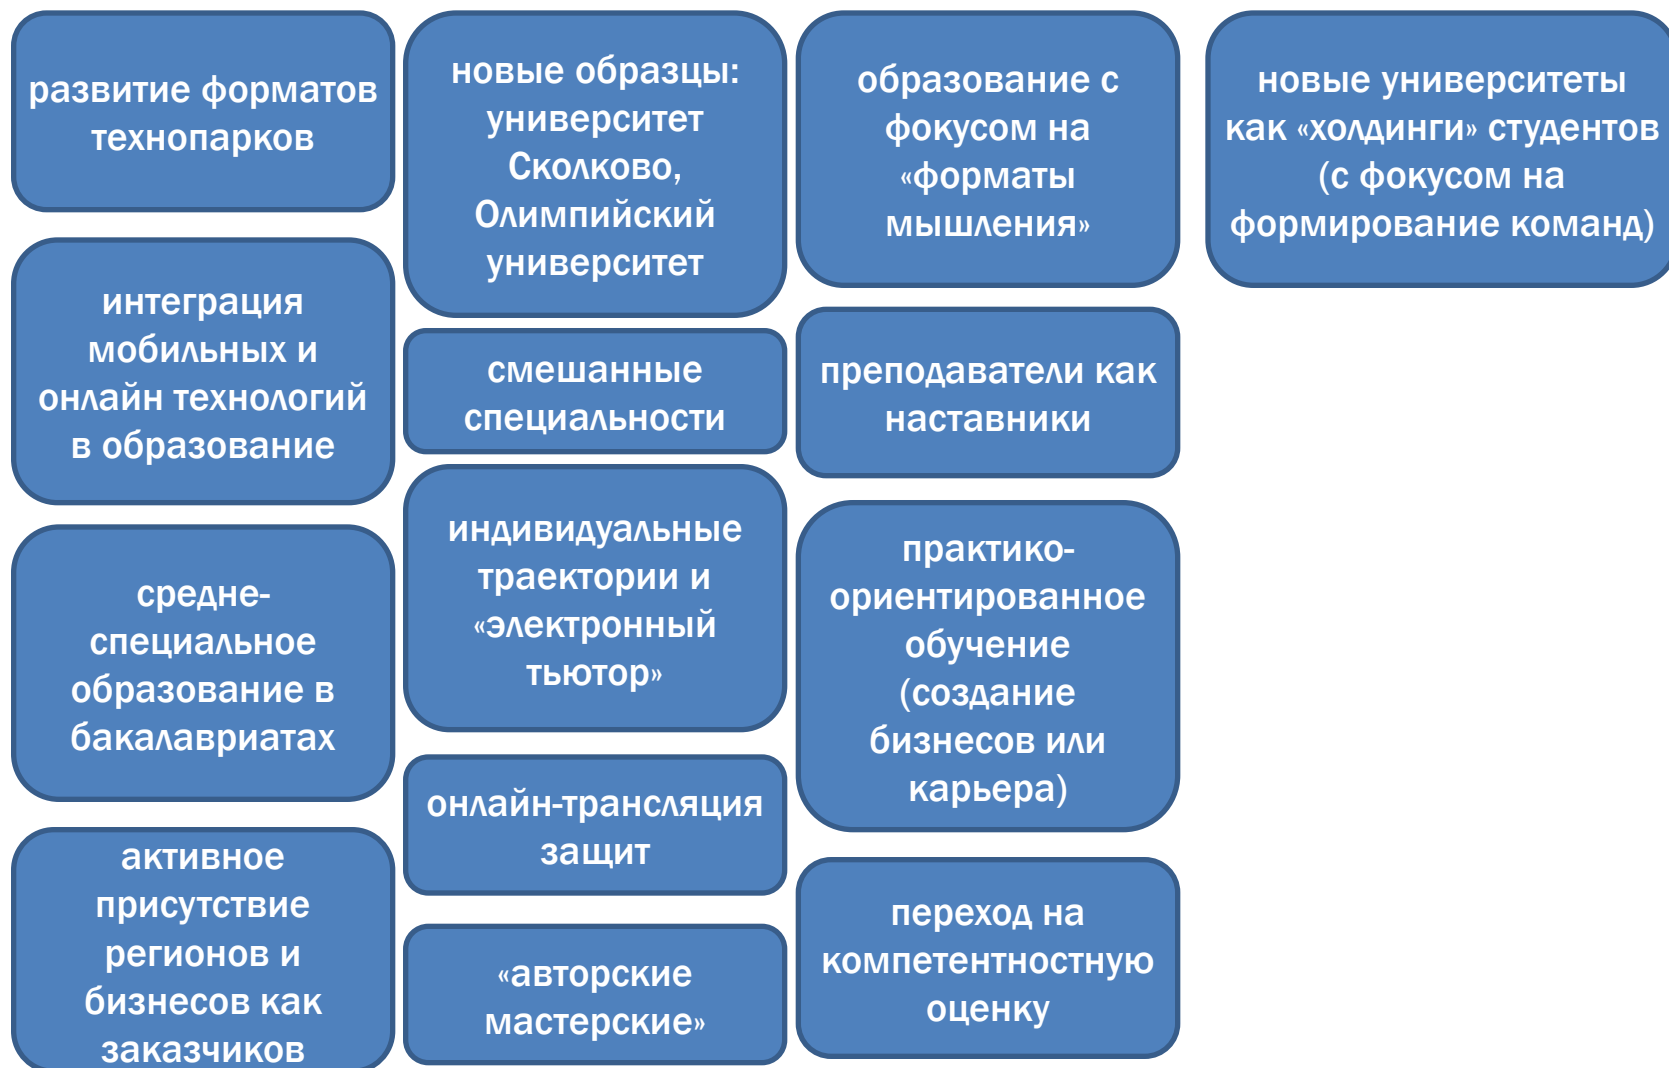 развитие форматов
технопарков
интеграция
мобильных и
онлайн технологий
в образование
средне-
специальное
образование в
бакалавриатах
активное
присутствие
регионов и
бизнесов как
заказчиков
новые образцы:
университет
Сколково,
Олимпийский
университет
смешанные
специальности
индивидуальные
траектории и
«электронный
тьютор»
онлайн-трансляция
защит
«авторские
мастерские»
образование с
фокусом на
«форматы
мышления»
преподаватели как
наставники
практико-
ориентированное
обучение
(создание
бизнесов или
карьера)
переход на
компетентностную
оценку
новые университеты
как «холдинги» студентов
(с фокусом на
формирование команд)